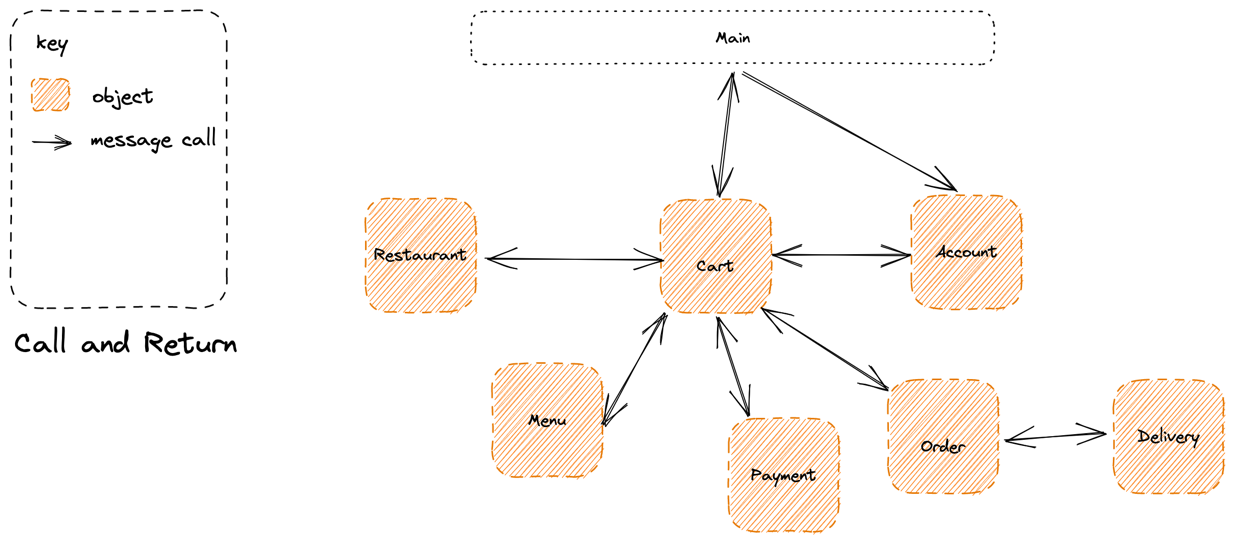 key
object
message call
Call and Return
Main
Restaurant
Cart
Account
Menu
Payment
Order
Delivery